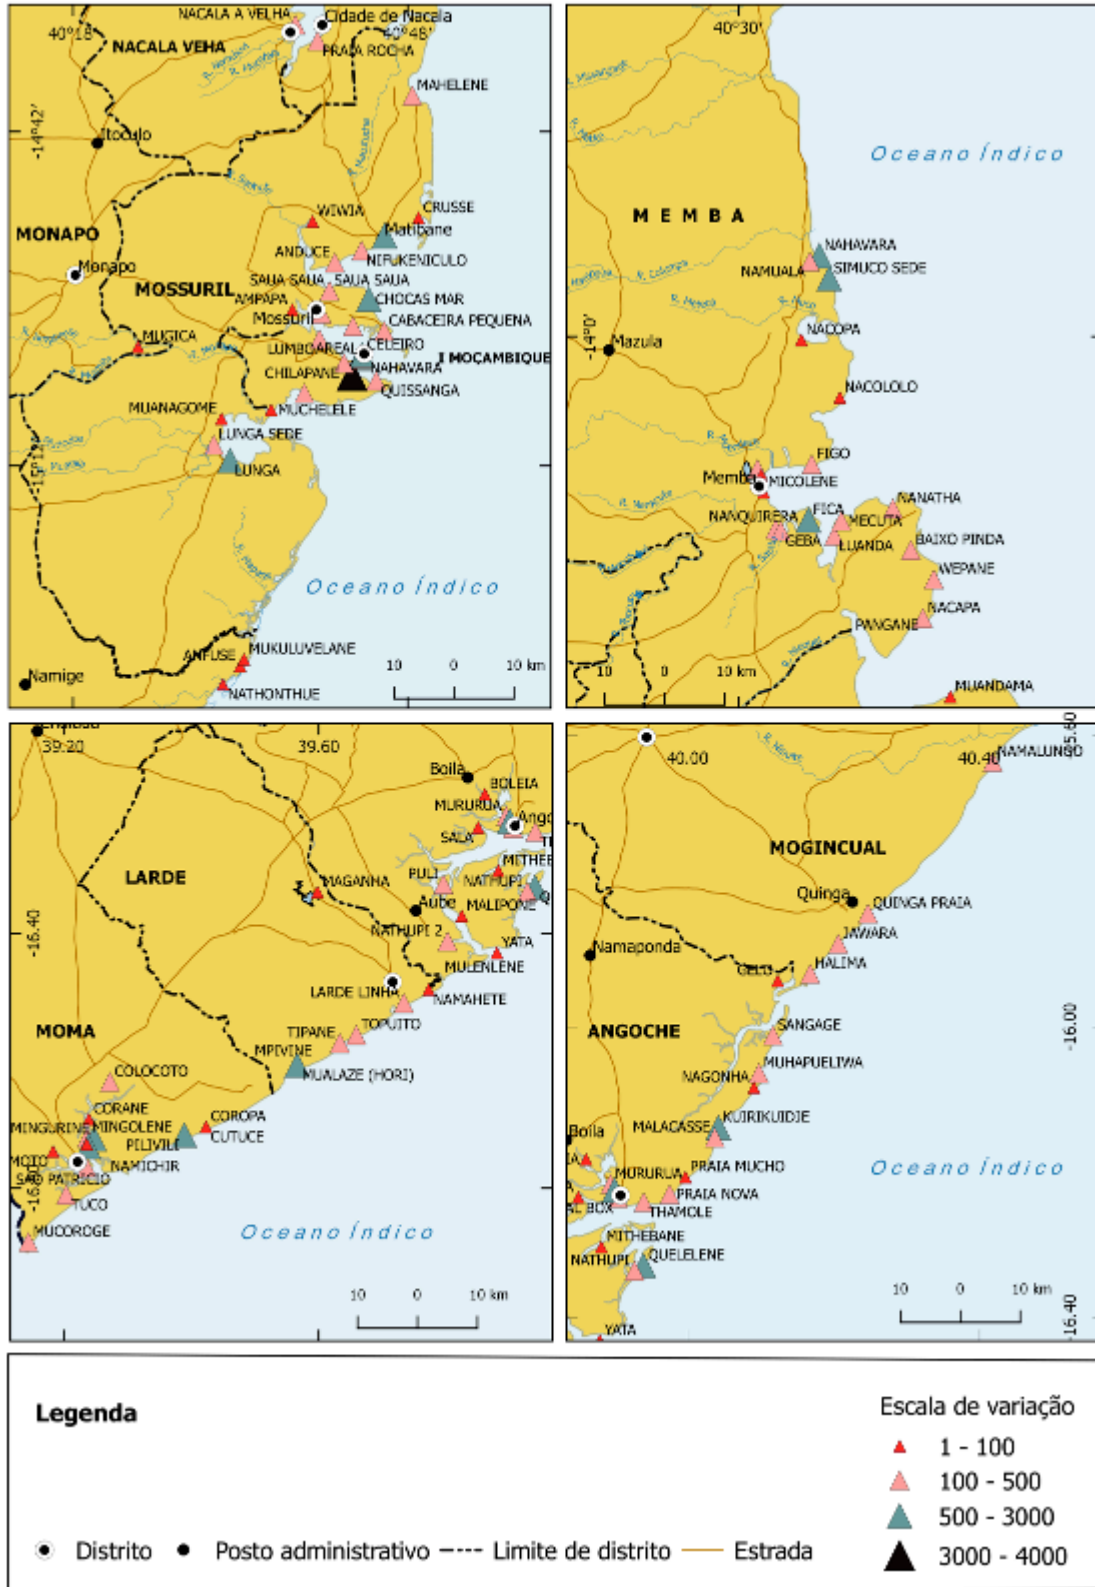 NACALA A VELHA
Cidade de Nacala
40°18'
40°48'
NACALA VEHA
PRAIA ROCHA
MAHELENE
-14°42'
Itoculo
WIWIA
CRUSSE
MONAPO
Matibane
ANDUCE
NIFUKENICULO
Monapo
SAUA SAUA
SAUA SAUA
MOSSURIL
CHOCAS MAR
AMPAPA
Mossuril
CABACEIRA PEQUENA
MUGICA
LUMBO
AREAL
CELEIRO
I MOÇAMBIQUE
NAHAVARA
CHILAPANE
QUISSANGA
MUANAGOME
MUCHELELE
LUNGA SEDE
LUNGA
Oceano Índico
ANFUSE
MUKULUVELANE
Namige
NATHONTHUE
10 0 10 km
40°30'
Oceano Índico
MEMBA
NAHAVARA
NAMUALA
SIMUCO SEDE
-14°0'
NACOPA
Mazula
NACOLOLO
FIGO
Memba
MICOLENE
NANATHA
NANQUIRERA
FICA
MECUTA
GEBA
LUANDA
BAIXO PINDA
WEPANE
NACAPA
PANGANE
10 0 10 km
MUANDAMA
39.20
39.60
Boila
BOLEIA
MURURUA
SALA
LARDE
PULI
NATHUPI
MAGANHA
Aube
MALIPONE
-16.40
NATHUPI 2
YATA
MULENLENE
LARDE LINHA
NAMAHETE
MOMA
TIPANE
TOPUITO
MPIVINE
MUALAZE (HORI)
COLOCOTO
CORANE
MINGURINE
MINGOLENE
COROPA
PILIVILI
CUTUCE
NAMICHIR
SAO PATRICIO
TUCO
MUCOROGE
Oceano Índico
10 0 10 km
40.00
40.40
NAMALUNGO
MOGINCUAL
Quinga
QUINGA PRAIA
JAWARA
Namaponda
HALIMA
GELO
-16.00
ANGOCHE
SANGAGE
MUHAPUELIWA
NAGONHA
KUIRIKUIDJE
MALACASSE
Boila
Oceano Índico
MURURUA
PRAIA MUCHO
PRAIA NOVA
THAMOLE
MITHEBANE
QUELELENE
NATHUPI
10 0 10 km
YATA
-16.40
Legenda
Escala de variação
1 - 100
100 - 500
500 - 3000
3000 - 4000
Distrito
Posto administrativo
Limite de distrito
Estrada